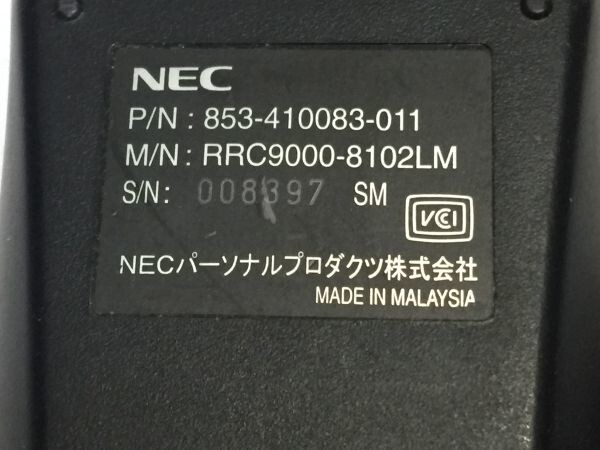 NEC
P/N : 853-410083-011
M/N : RRC9000-8102LM
S/N: 008397 SM
VCI
NECパーソナルプロダクツ株式会社
MADE IN MALAYSIA